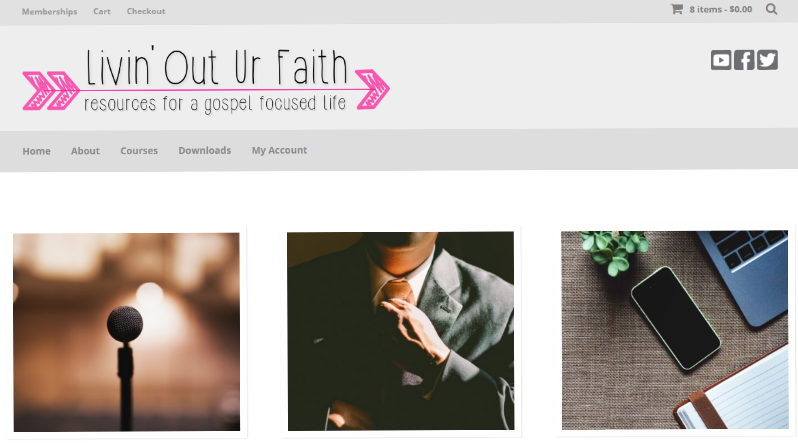 Memberships Cart Checkout 8 items - $0.00
Livin' Out Ur Faith
resources for a gospel focused life
Home About Courses Downloads My Account